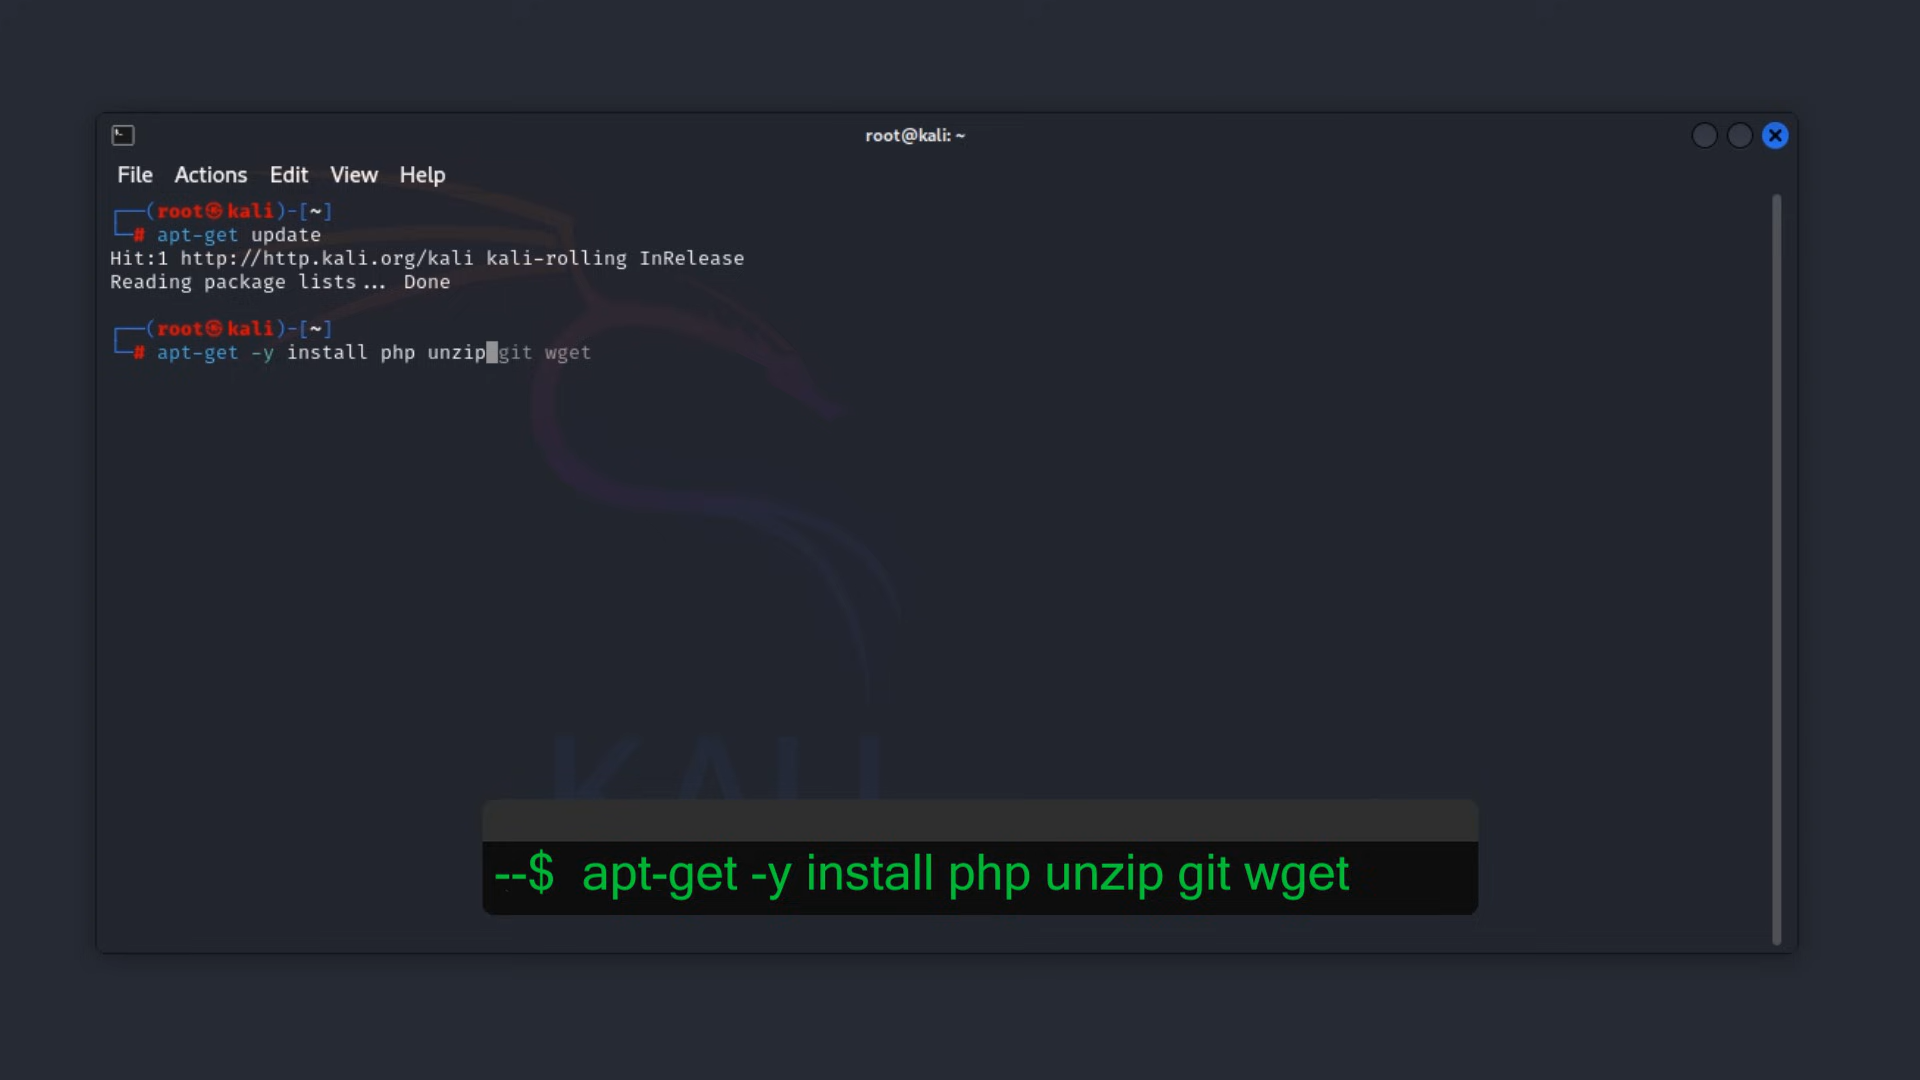 root@kali: ~
File Actions Edit View Help
┌──(root㉿kali)-[~]
└─# apt-get update
Hit:1 http://http.kali.org/kali kali-rolling InRelease
Reading package lists... Done
┌──(root㉿kali)-[~]
└─# apt-get -y install php unzip git wget
KALI
--$ apt-get -y install php unzip git wget